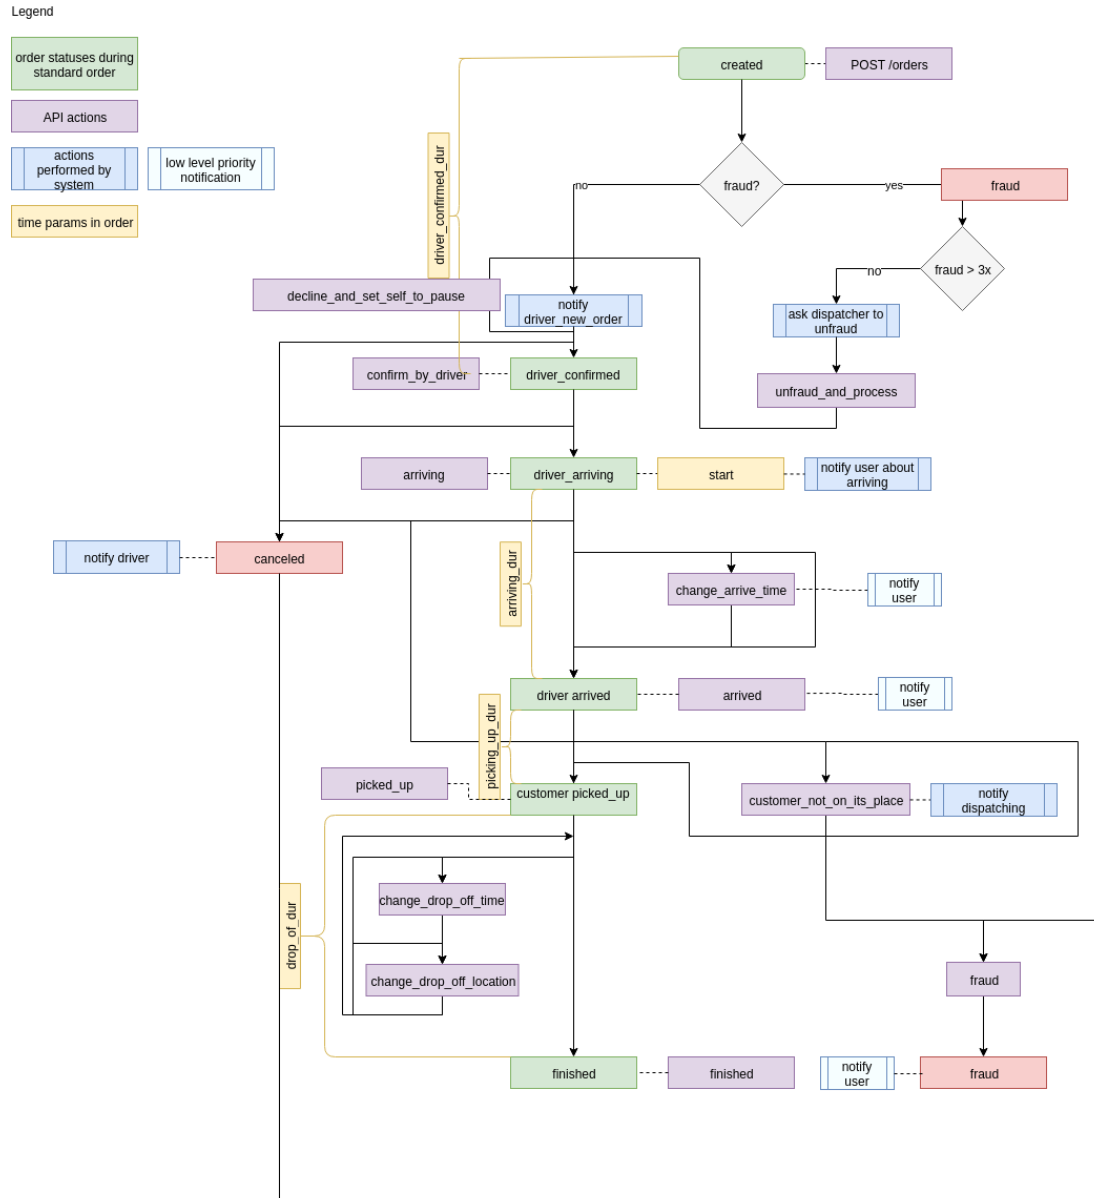 Legend
order statuses during
standard order
created
POST /orders
API actions
actions
performed by
system
low level priority
notification
driver_confirmed_dur
no
fraud?
yes
fraud
time params in order
fraud > 3x
no
decline_and_set_self_to_pause
notify
driver_new_order
ask dispatcher to
unfraud
confirm_by_driver
driver_confirmed
unfraud_and_process
arriving
driver_arriving
start
notify user about
arriving
notify driver
canceled
arriving_dur
change_arrive_time
notify
user
driver arrived
arrived
notify
user
picking_up_dur
picked_up
customer picked_up
customer_not_on_its_place
notify
dispatching
change_drop_off_time
drop_of_dur
change_drop_off_location
fraud
finished
finished
notify
user
fraud